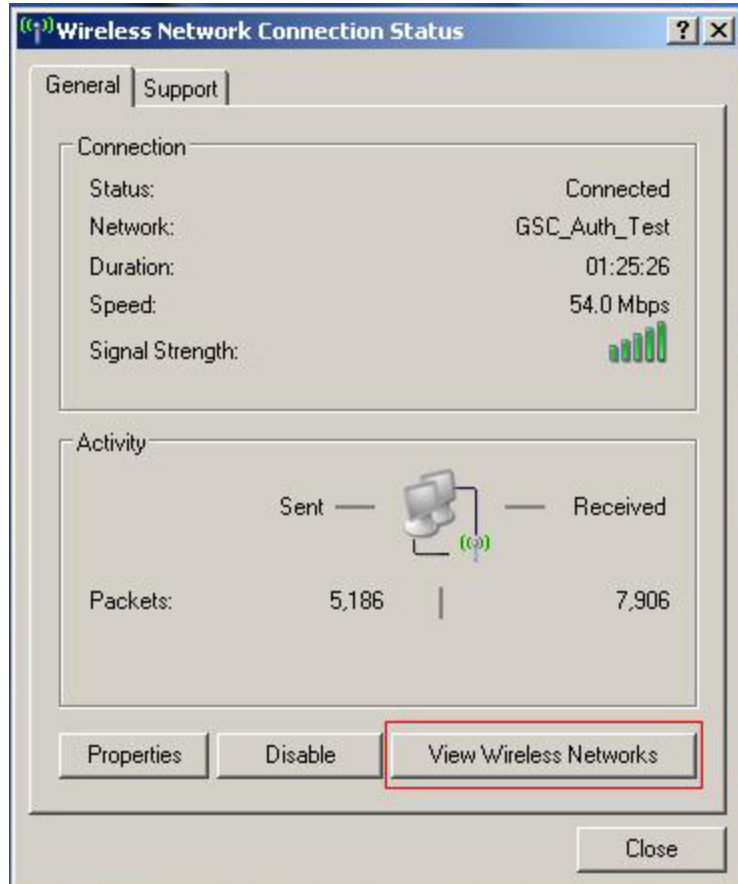 Wireless Network Connection Status
General Support
Connection
Status: Connected
Network: GSC_Auth_Test
Duration: 01:25:26
Speed: 54.0 Mbps
Signal Strength:
Activity
Sent Received
Packets: 5,186 7,906
Properties Disable View Wireless Networks
Close